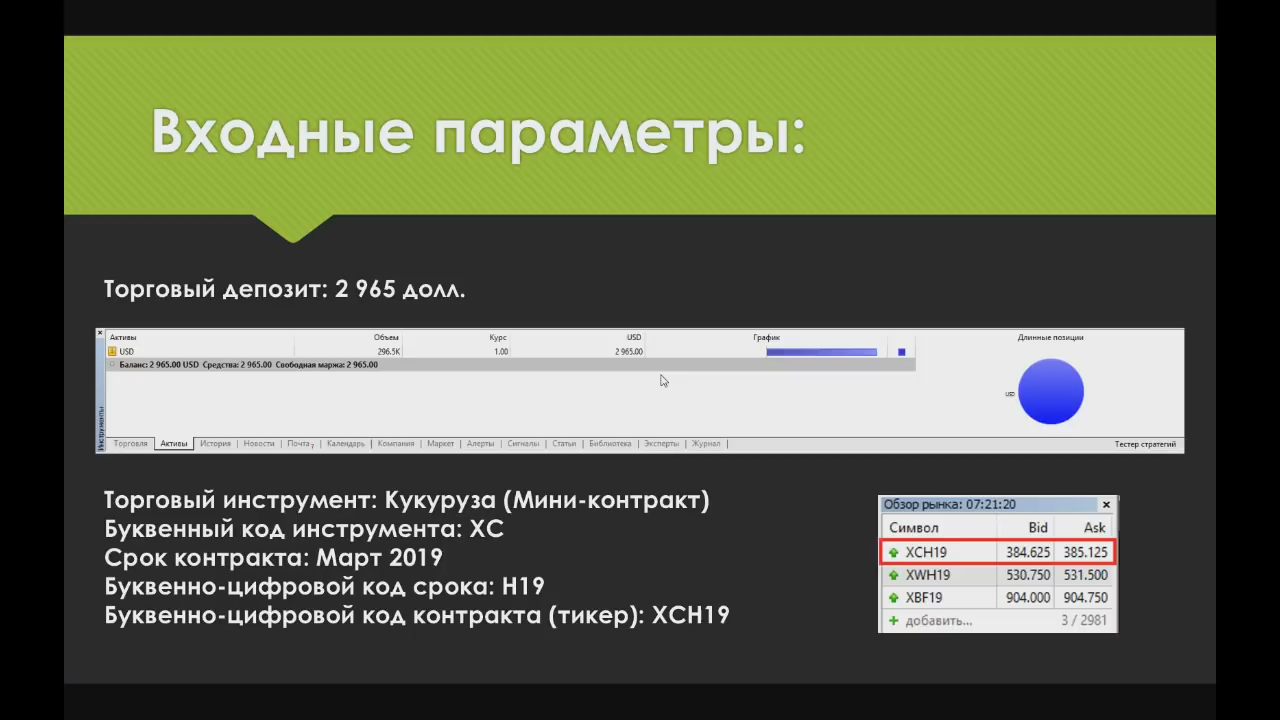 Входные параметры:
Торговый депозит: 2 965 долл.
Активы Объем Курс USD График Длинные позиции
USD 296.5K 1.00 2 965.00
Баланс: 2 965.00 USD Средства: 2 965.00 Свободная маржа: 2 965.00
USD
Инструменты
Торговля Активы История Новости Почта7 Календарь Компания Маркет Алерты Сигналы Статьи Библиотека Эксперты Журнал Тестер стратегий
Торговый инструмент: Кукуруза (Мини-контракт)
Буквенный код инструмента: XC
Срок контракта: Март 2019
Буквенно-цифровой код срока: H19
Буквенно-цифровой код контракта (тикер): XCH19
Обзор рынка: 07:21:20
Символ Bid Ask
XCH19 384.625 385.125
XWH19 530.750 531.500
XBF19 904.000 904.750
добавить... 3 / 2981